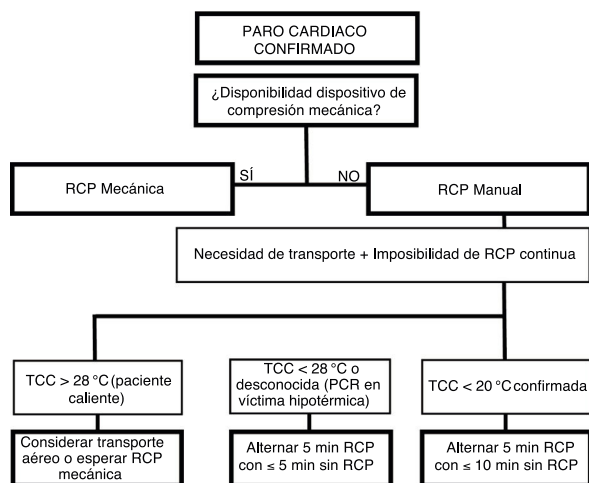 PARO CARDIACO
CONFIRMADO
¿Disponibilidad dispositivo de
compresión mecánica?
SÍ
NO
RCP Mecánica
RCP Manual
Necesidad de transporte + Imposibilidad de RCP continua
TCC > 28 °C (paciente
caliente)
TCC < 28 °C o
desconocida (PCR en
víctima hipotérmica)
TCC < 20 °C confirmada
Considerar transporte
aéreo o esperar RCP
mecánica
Alternar 5 min RCP
con ≤ 5 min sin RCP
Alternar 5 min RCP
con ≤ 10 min sin RCP